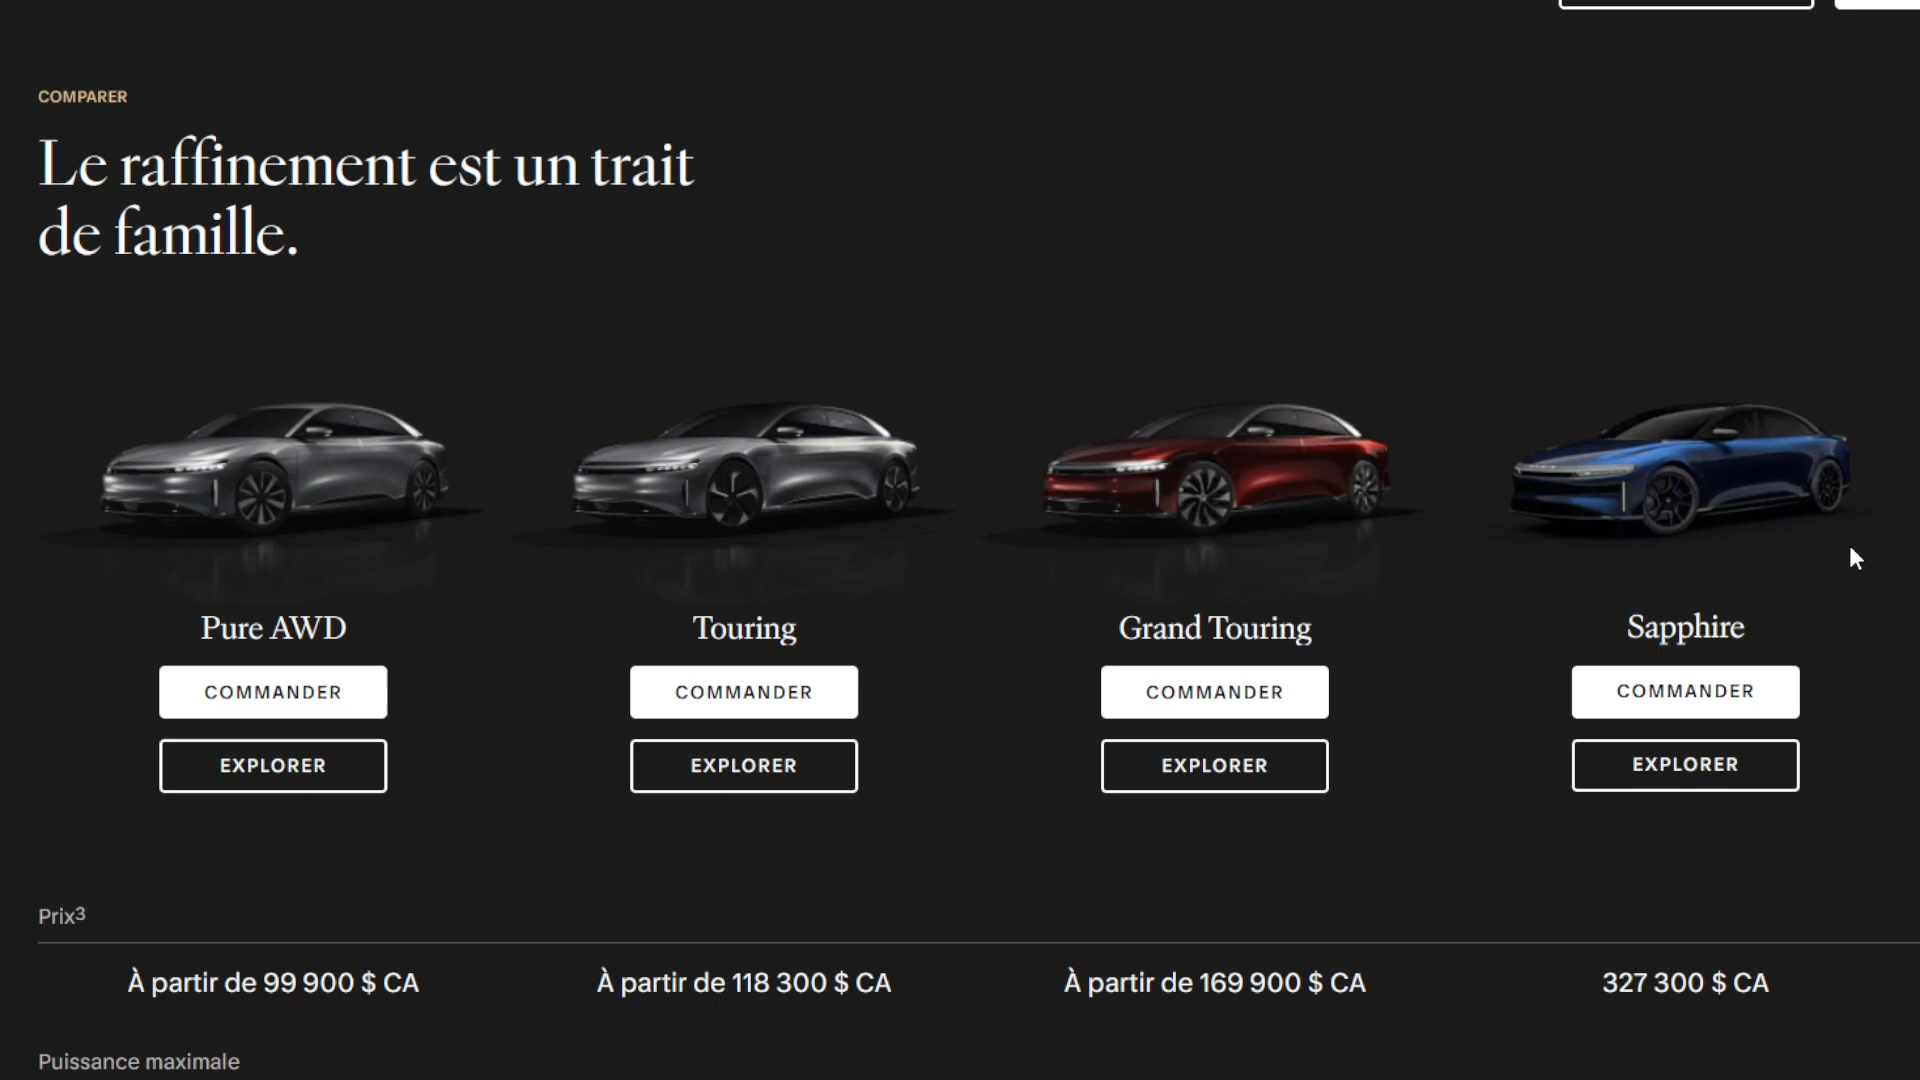 COMPARER
Le raffinement est un trait
de famille.
Pure AWD
Touring
Grand Touring
Sapphire
COMMANDER
COMMANDER
COMMANDER
COMMANDER
EXPLORER
EXPLORER
EXPLORER
EXPLORER
Prix3
À partir de 99 900 $ CA
À partir de 118 300 $ CA
À partir de 169 900 $ CA
327 300 $ CA
Puissance maximale